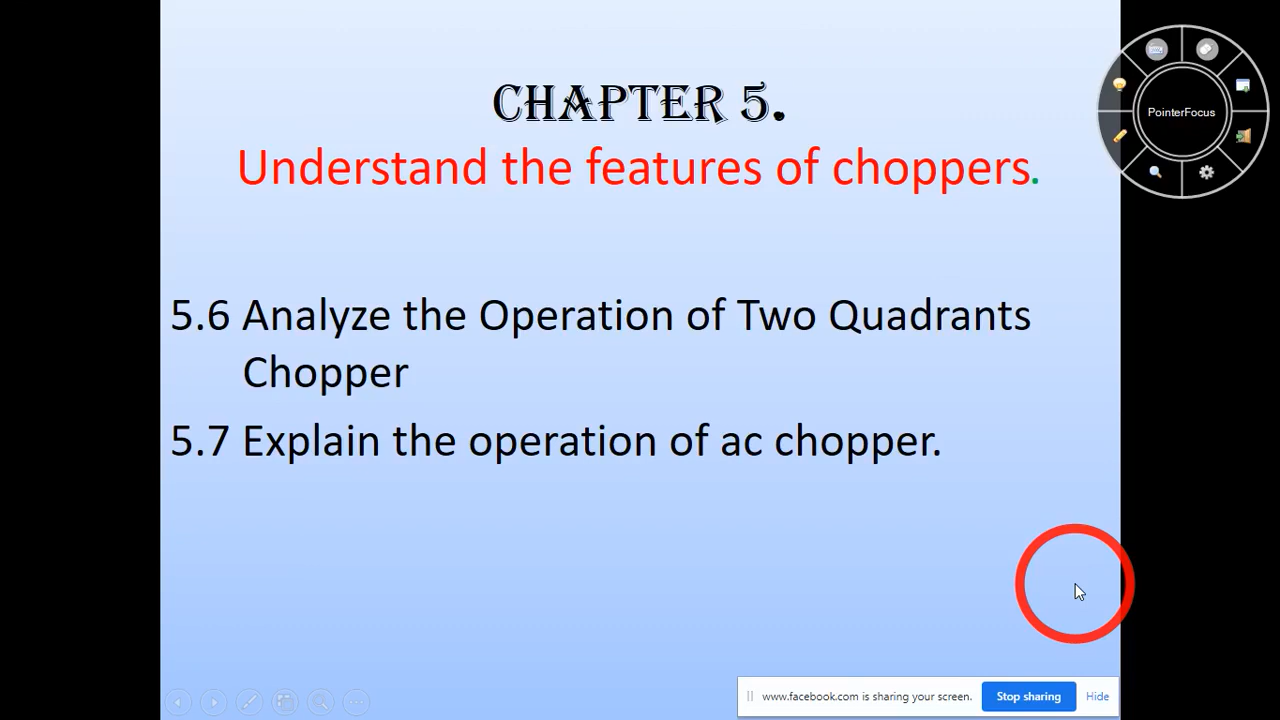 CHAPTER 5.
Understand the features of choppers.
5.6 Analyze the Operation of Two Quadrants
Chopper
5.7 Explain the operation of ac chopper.
PointerFocus
www.facebook.com is sharing your screen.
Stop sharing
Hide